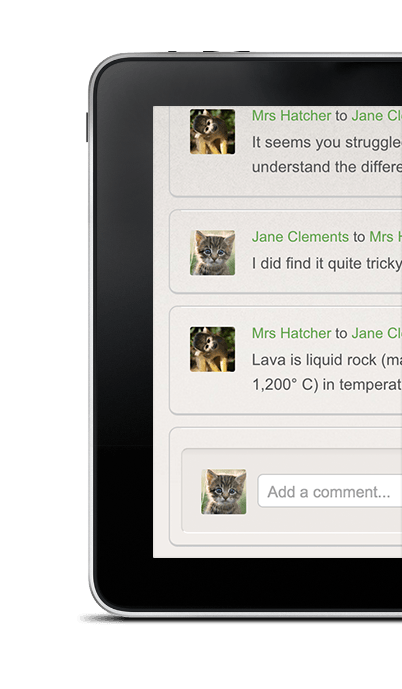 Mrs Hatcher to Jane Cl
It seems you struggle
understand the differe
Jane Clements to Mrs H
I did find it quite tricky
Mrs Hatcher to Jane Cl
Lava is liquid rock (ma
1,200° C) in temperat
Add a comment...